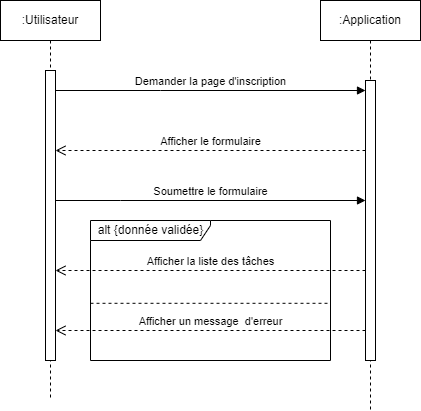 :Utilisateur
:Application
Demander la page d'inscription
Afficher le formulaire
Soumettre le formulaire
alt {donnée validée}
Afficher la liste des tâches
Afficher un message d'erreur